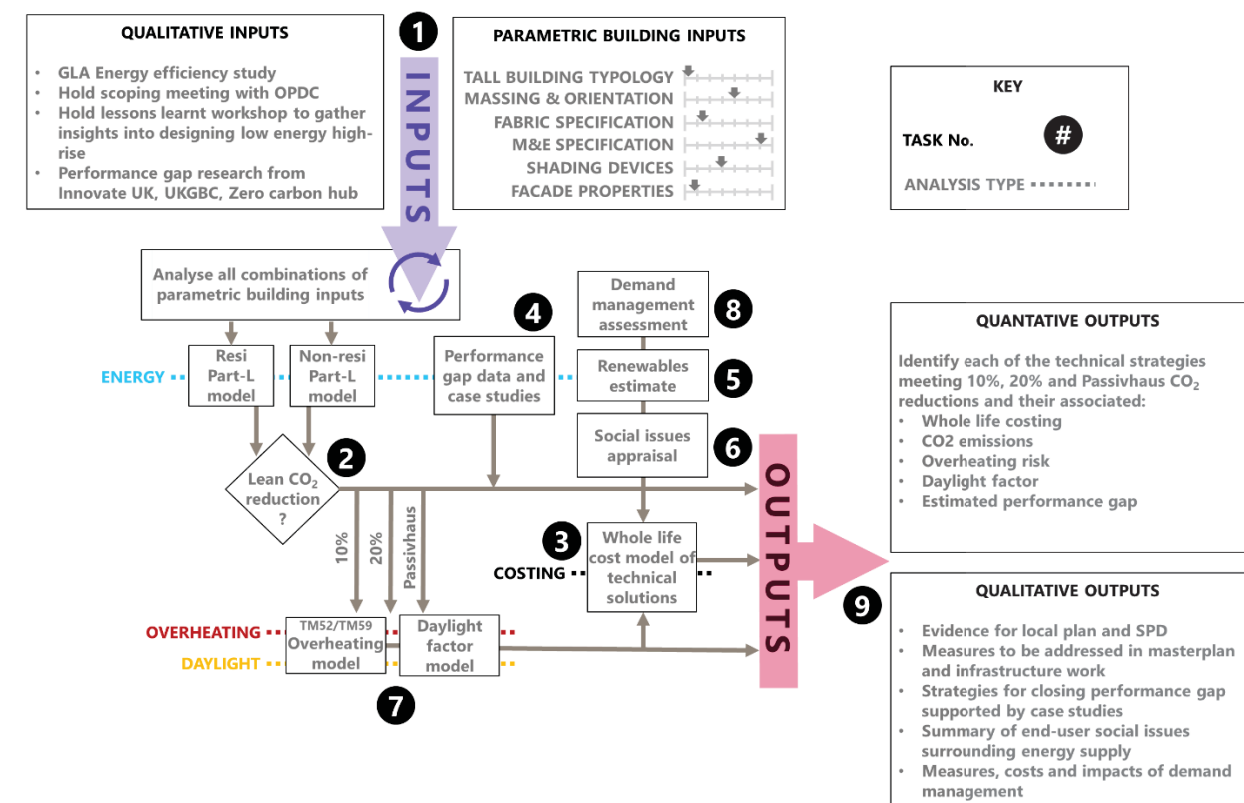 QUALITATIVE INPUTS
• GLA Energy efficiency study
• Hold scoping meeting with OPDC
• Hold lessons learnt workshop to gather
insights into designing low energy high-
rise
• Performance gap research from
Innovate UK, UKGBC, Zero carbon hub
1
INPUTS
PARAMETRIC BUILDING INPUTS
TALL BUILDING TYPOLOGY
MASSING & ORIENTATION
FABRIC SPECIFICATION
M&E SPECIFICATION
SHADING DEVICES
FACADE PROPERTIES
KEY
TASK No.
#
ANALYSIS TYPE
Analyse all combinations of
parametric building inputs
ENERGY
Resi
Part-L
model
Non-resi
Part-L
model
4
Performance
gap data and
case studies
Demand
management
assessment
8
Renewables
estimate
5
Social issues
appraisal
6
2
Lean CO₂
reduction
?
10%
20%
Passivhaus
3
COSTING
Whole life
cost model of
technical
solutions
OVERHEATING
DAYLIGHT
TM52/TM59
Overheating
model
Daylight
factor
model
7
OUTPUTS
9
QUANTATIVE OUTPUTS
Identify each of the technical strategies
meeting 10%, 20% and Passivhaus CO₂
reductions and their associated:
• Whole life costing
• CO2 emissions
• Overheating risk
• Daylight factor
• Estimated performance gap
QUALITATIVE OUTPUTS
• Evidence for local plan and SPD
• Measures to be addressed in masterplan
and infrastructure work
• Strategies for closing performance gap
supported by case studies
• Summary of end-user social issues
surrounding energy supply
• Measures, costs and impacts of demand
management